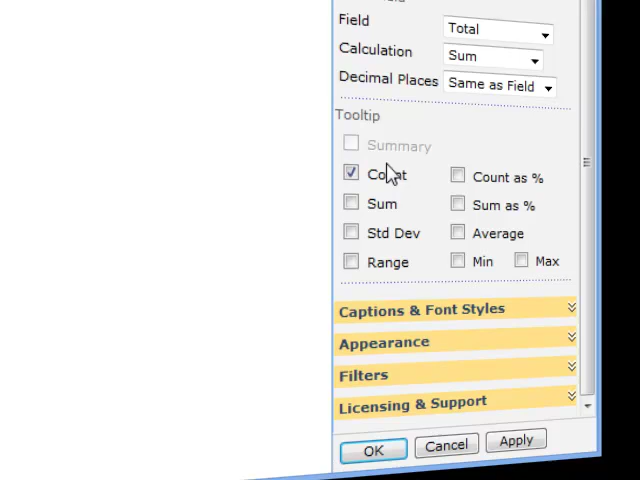 Field Total
Calculation Sum
Decimal Places Same as Field
Tooltip
Summary
Count Count as %
Sum Sum as %
Std Dev Average
Range Min Max
Captions & Font Styles
Appearance
Filters
Licensing & Support
OK Cancel Apply